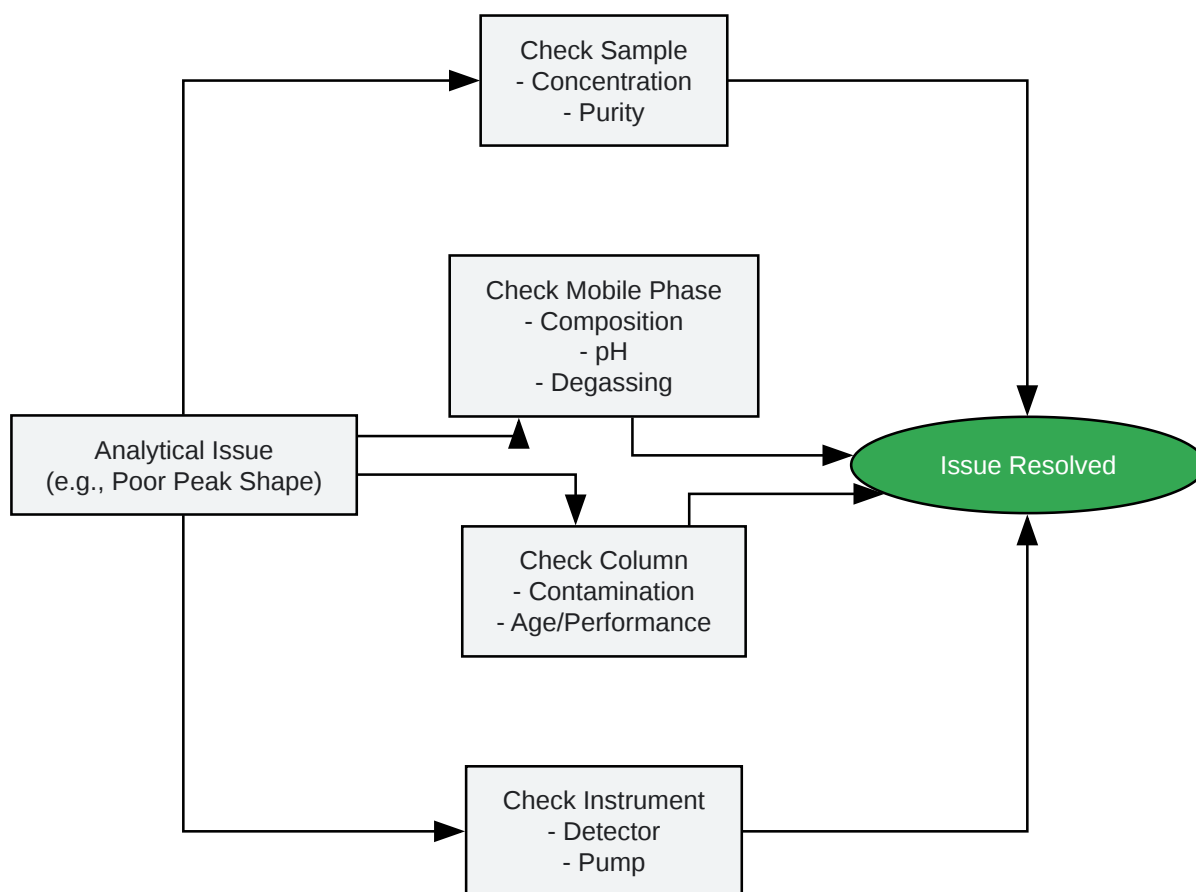 Check Sample
- Concentration
- Purity
Check Mobile Phase
- Composition
- pH
- Degassing
Analytical Issue
(e.g., Poor Peak Shape)
Issue Resolved
Check Column
- Contamination
- Age/Performance
Check Instrument
- Detector
- Pump